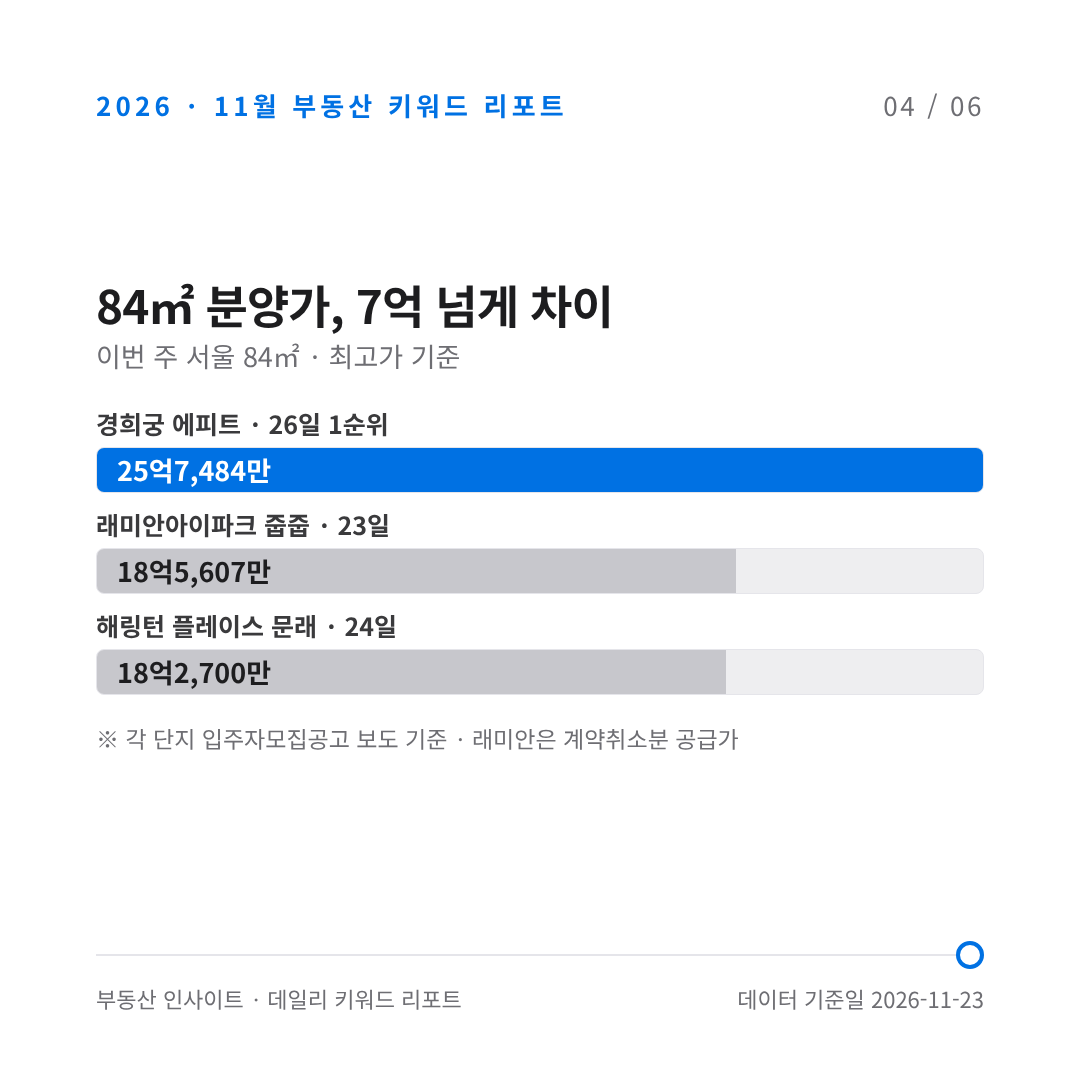 2026 · 11월 부동산 키워드 리포트
04 / 06
84㎡ 분양가, 7억 넘게 차이
이번 주 서울 84㎡ · 최고가 기준
경희궁 에피트 · 26일 1순위
25억7,484만
래미안아이파크 줍줍 · 23일
18억5,607만
해링턴 플레이스 문래 · 24일
18억2,700만
※ 각 단지 입주자모집공고 보도 기준 · 래미안은 계약취소분 공급가
부동산 인사이트 · 데일리 키워드 리포트
데이터 기준일 2026-11-23